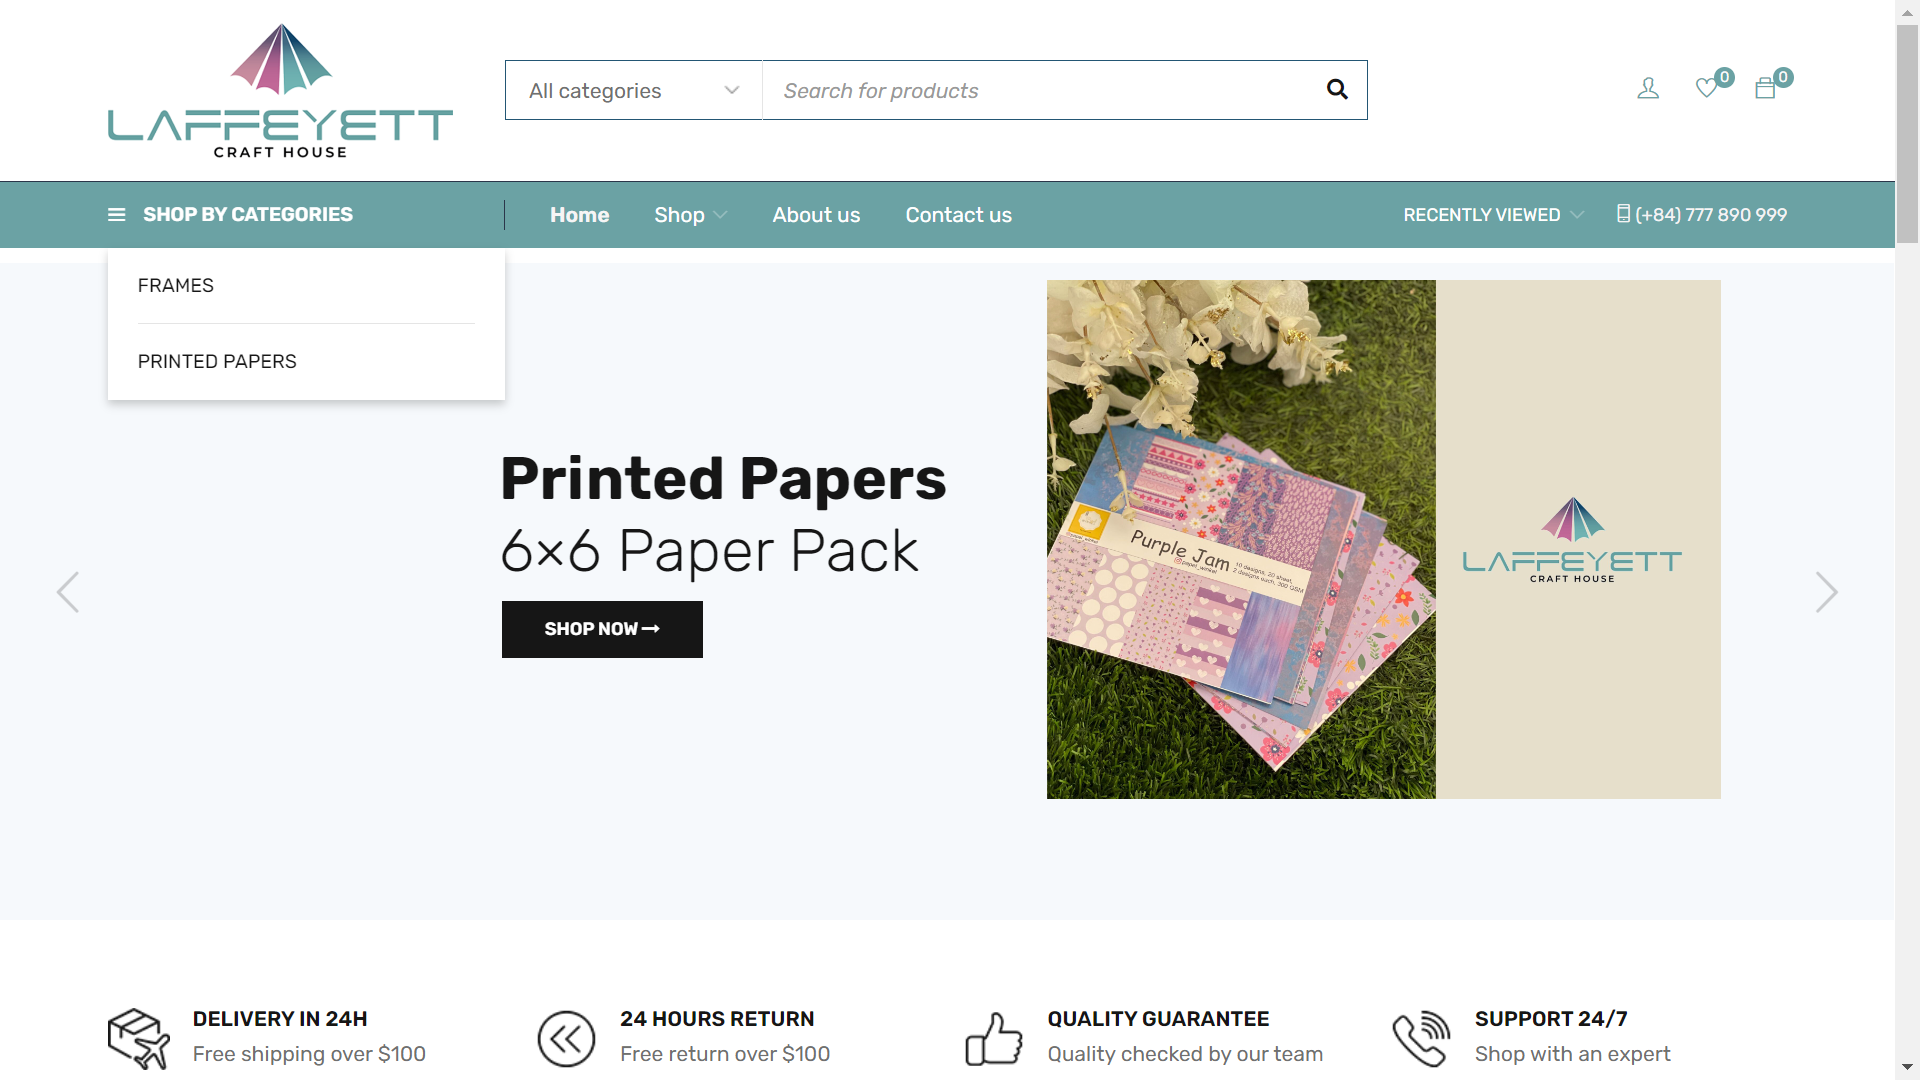 LAFFEYETT
CRAFT HOUSE
All categories
Search for products
0
0
SHOP BY CATEGORIES
Home
Shop
About us
Contact us
RECENTLY VIEWED
(+84) 777 890 999
FRAMES
PRINTED PAPERS
Printed Papers
6×6 Paper Pack
SHOP NOW
Purple Jam
10 designs, 20 sheet,
2 designs each, 300 GSM
LAFFEYETT
CRAFT HOUSE
DELIVERY IN 24H
Free shipping over $100
24 HOURS RETURN
Free return over $100
QUALITY GUARANTEE
Quality checked by our team
SUPPORT 24/7
Shop with an expert